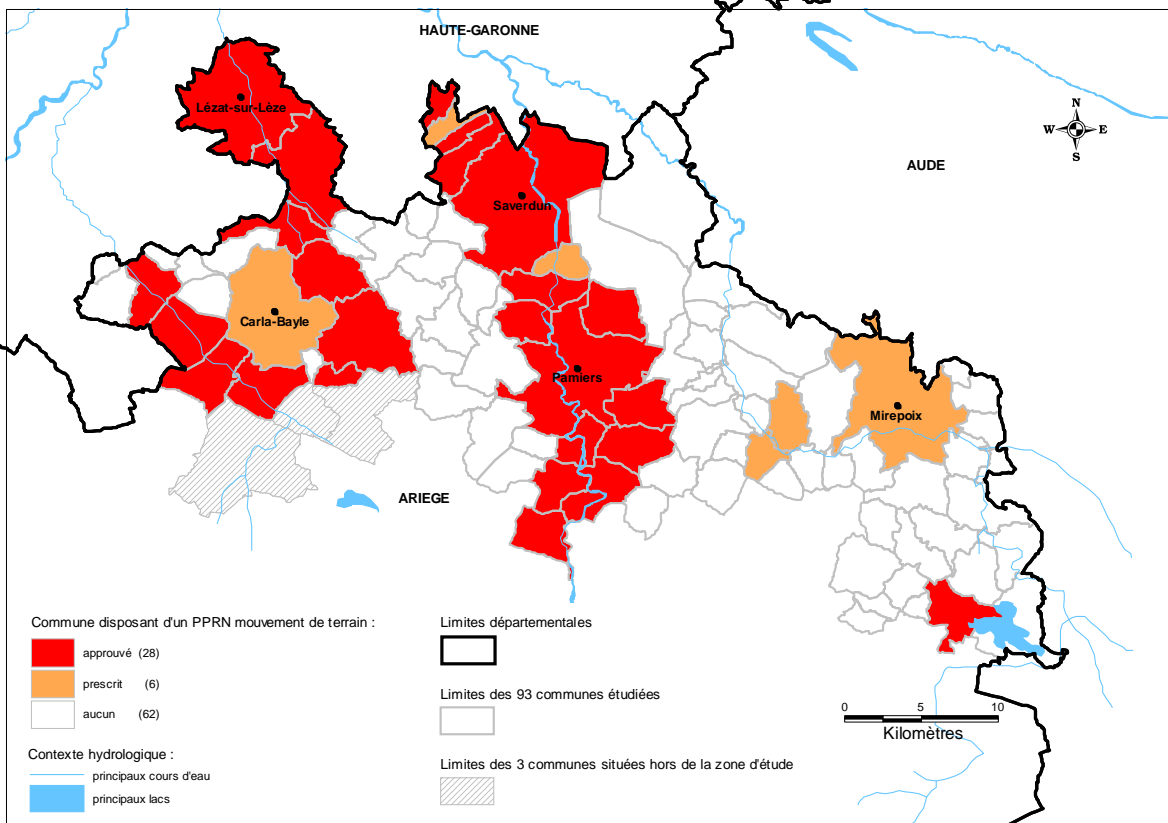 HAUTE-GARONNE
Lézat-sur-Lèze
N
W E
S
AUDE
Saverdun
Carla-Bayle
Pamiers
Mirepoix
ARIEGE
Commune disposant d'un PPRN mouvement de terrain :
approuvé (28)
prescrit (6)
aucun (62)
Contexte hydrologique :
principaux cours d'eau
principaux lacs
Limites départementales
Limites des 93 communes étudiées
Limites des 3 communes situées hors de la zone d'étude
0 5 10
Kilomètres